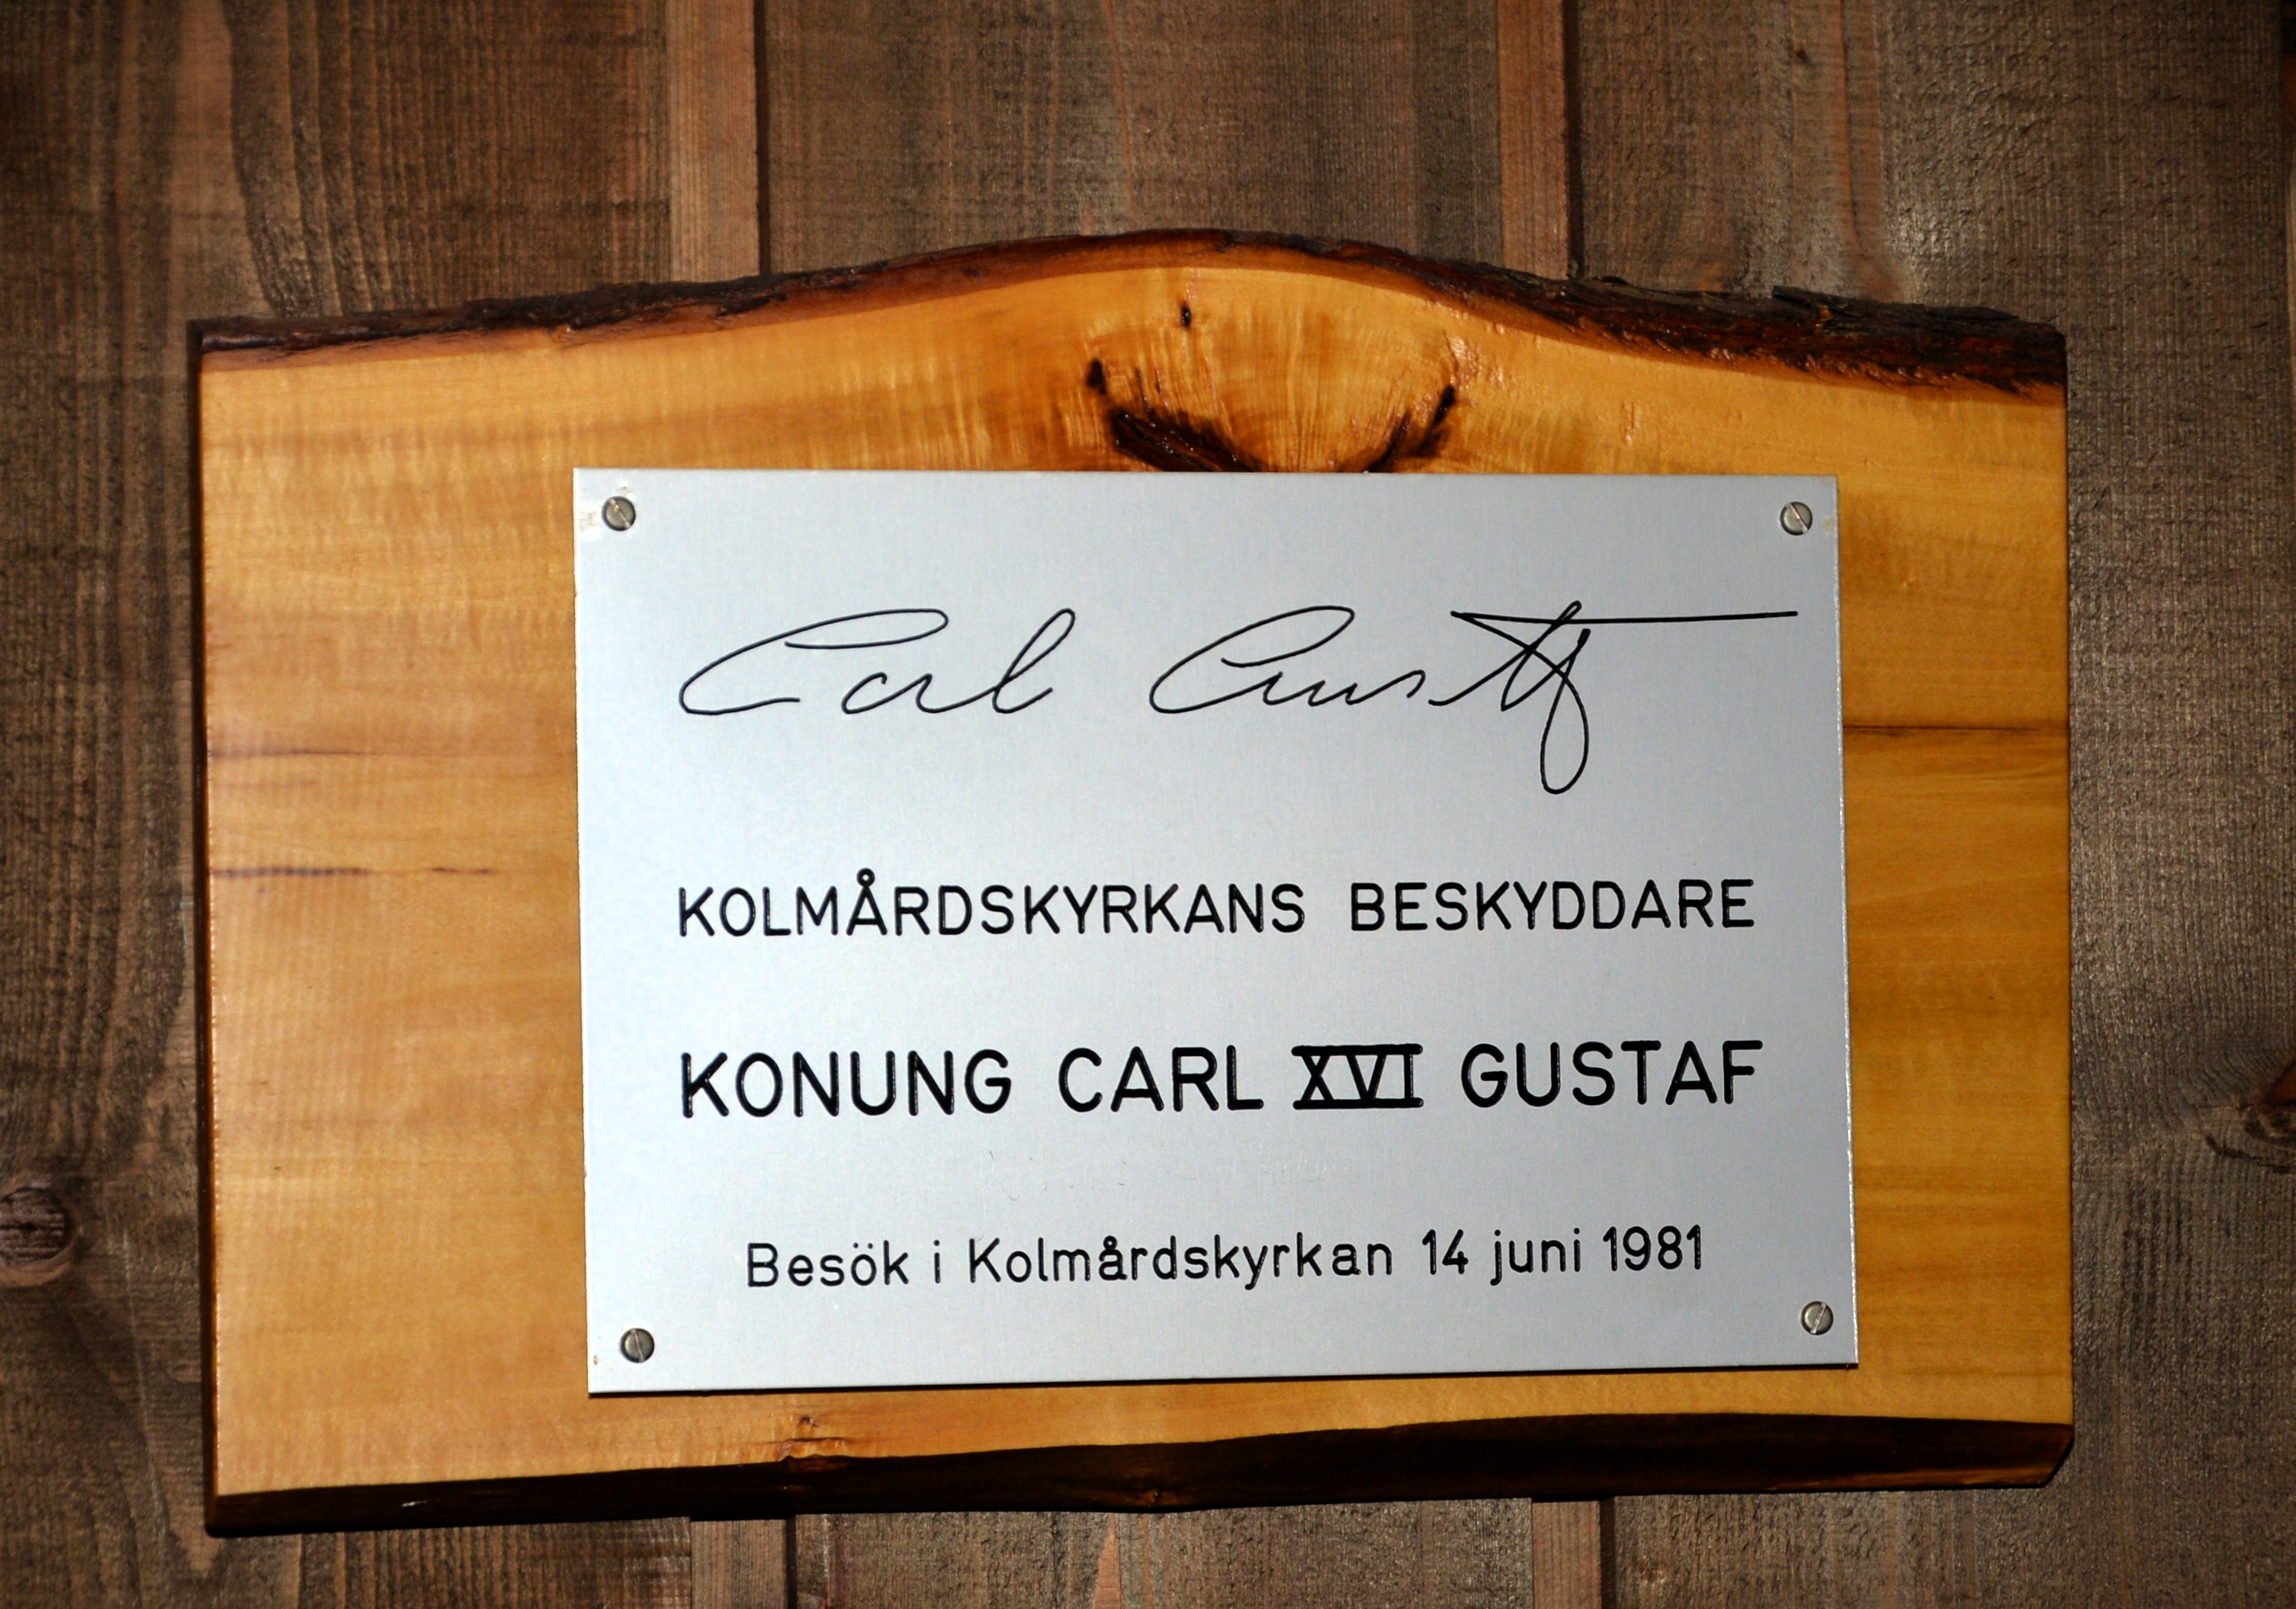 Carl Gustaf
KOLMÅRDSKYRKANS BESKYDDARE
KONUNG CARL XVI GUSTAF
Besök i Kolmårdskyrkan 14 juni 1981